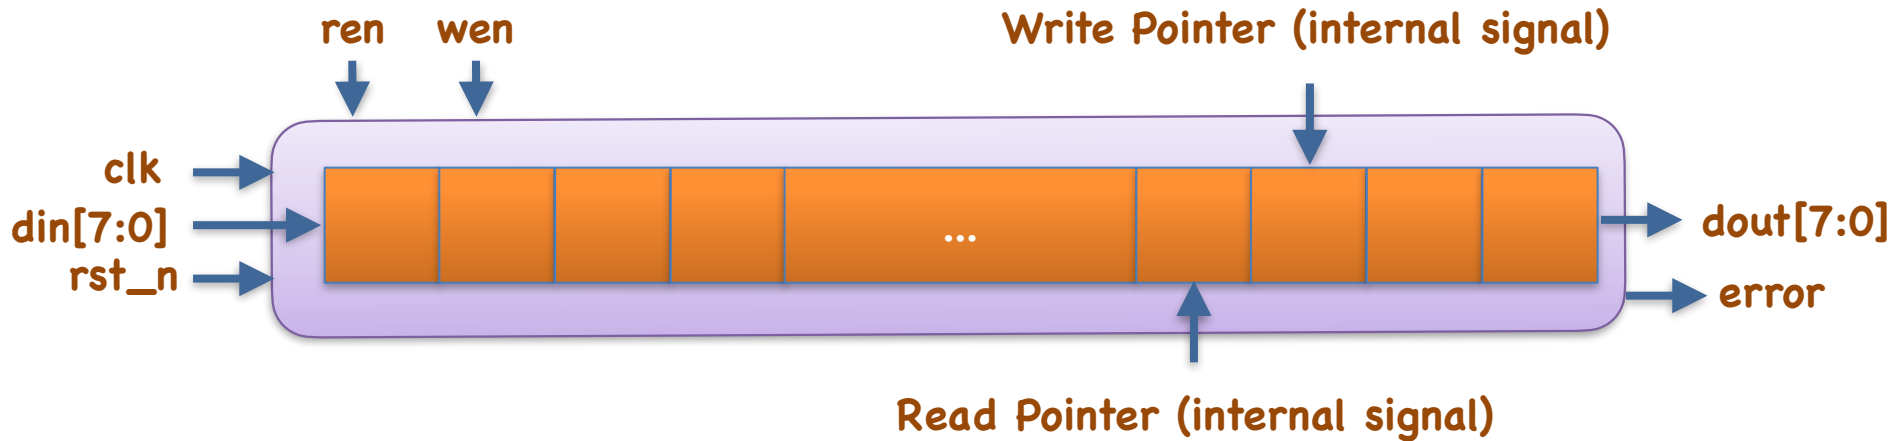 ren
wen
Write Pointer (internal signal)
clk
din[7:0]
rst_n
...
dout[7:0]
error
Read Pointer (internal signal)